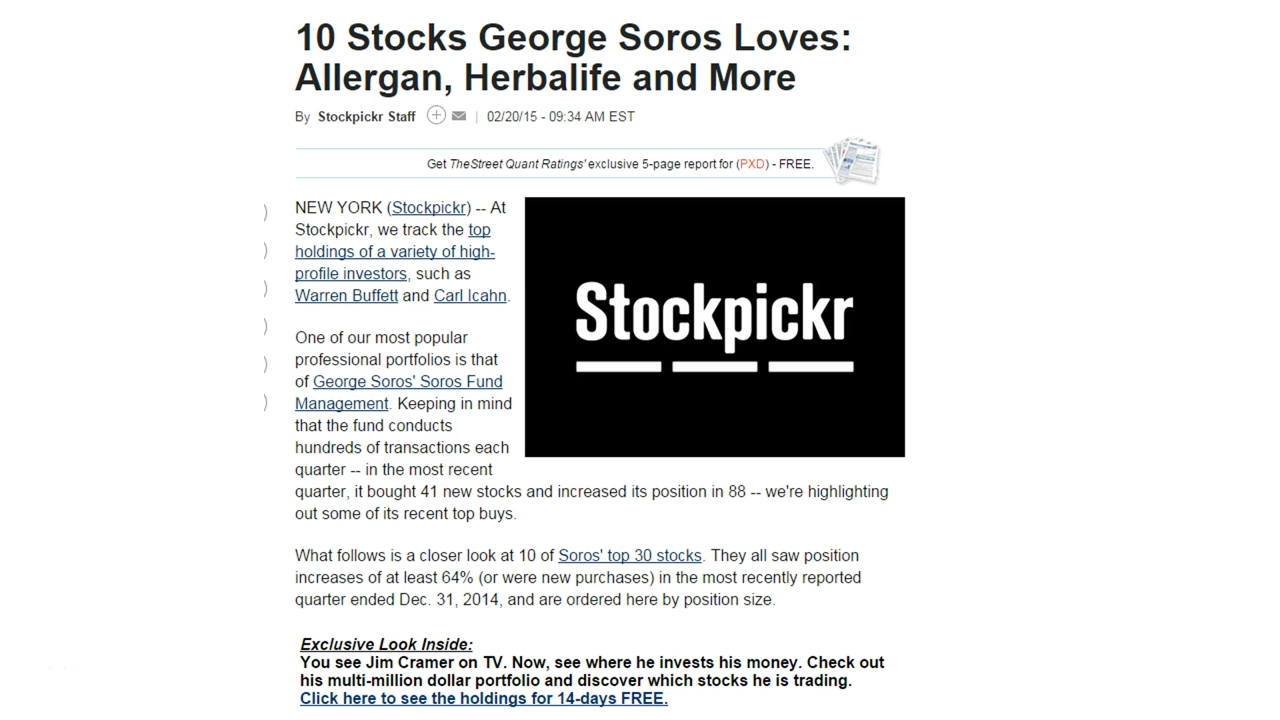 10 Stocks George Soros Loves:
Allergan, Herbalife and More
By Stockpickr Staff | 02/20/15 - 09:34 AM EST
Get TheStreet Quant Ratings' exclusive 5-page report for (PXD) - FREE.
NEW YORK (Stockpickr) -- At
Stockpickr, we track the top
holdings of a variety of high-
profile investors, such as
Warren Buffett and Carl Icahn.
Stockpickr
One of our most popular
professional portfolios is that
of George Soros' Soros Fund
Management. Keeping in mind
that the fund conducts
hundreds of transactions each
quarter -- in the most recent
quarter, it bought 41 new stocks and increased its position in 88 -- we're highlighting
out some of its recent top buys.
What follows is a closer look at 10 of Soros' top 30 stocks. They all saw position
increases of at least 64% (or were new purchases) in the most recently reported
quarter ended Dec. 31, 2014, and are ordered here by position size.
Exclusive Look Inside:
You see Jim Cramer on TV. Now, see where he invests his money. Check out
his multi-million dollar portfolio and discover which stocks he is trading.
Click here to see the holdings for 14-days FREE.